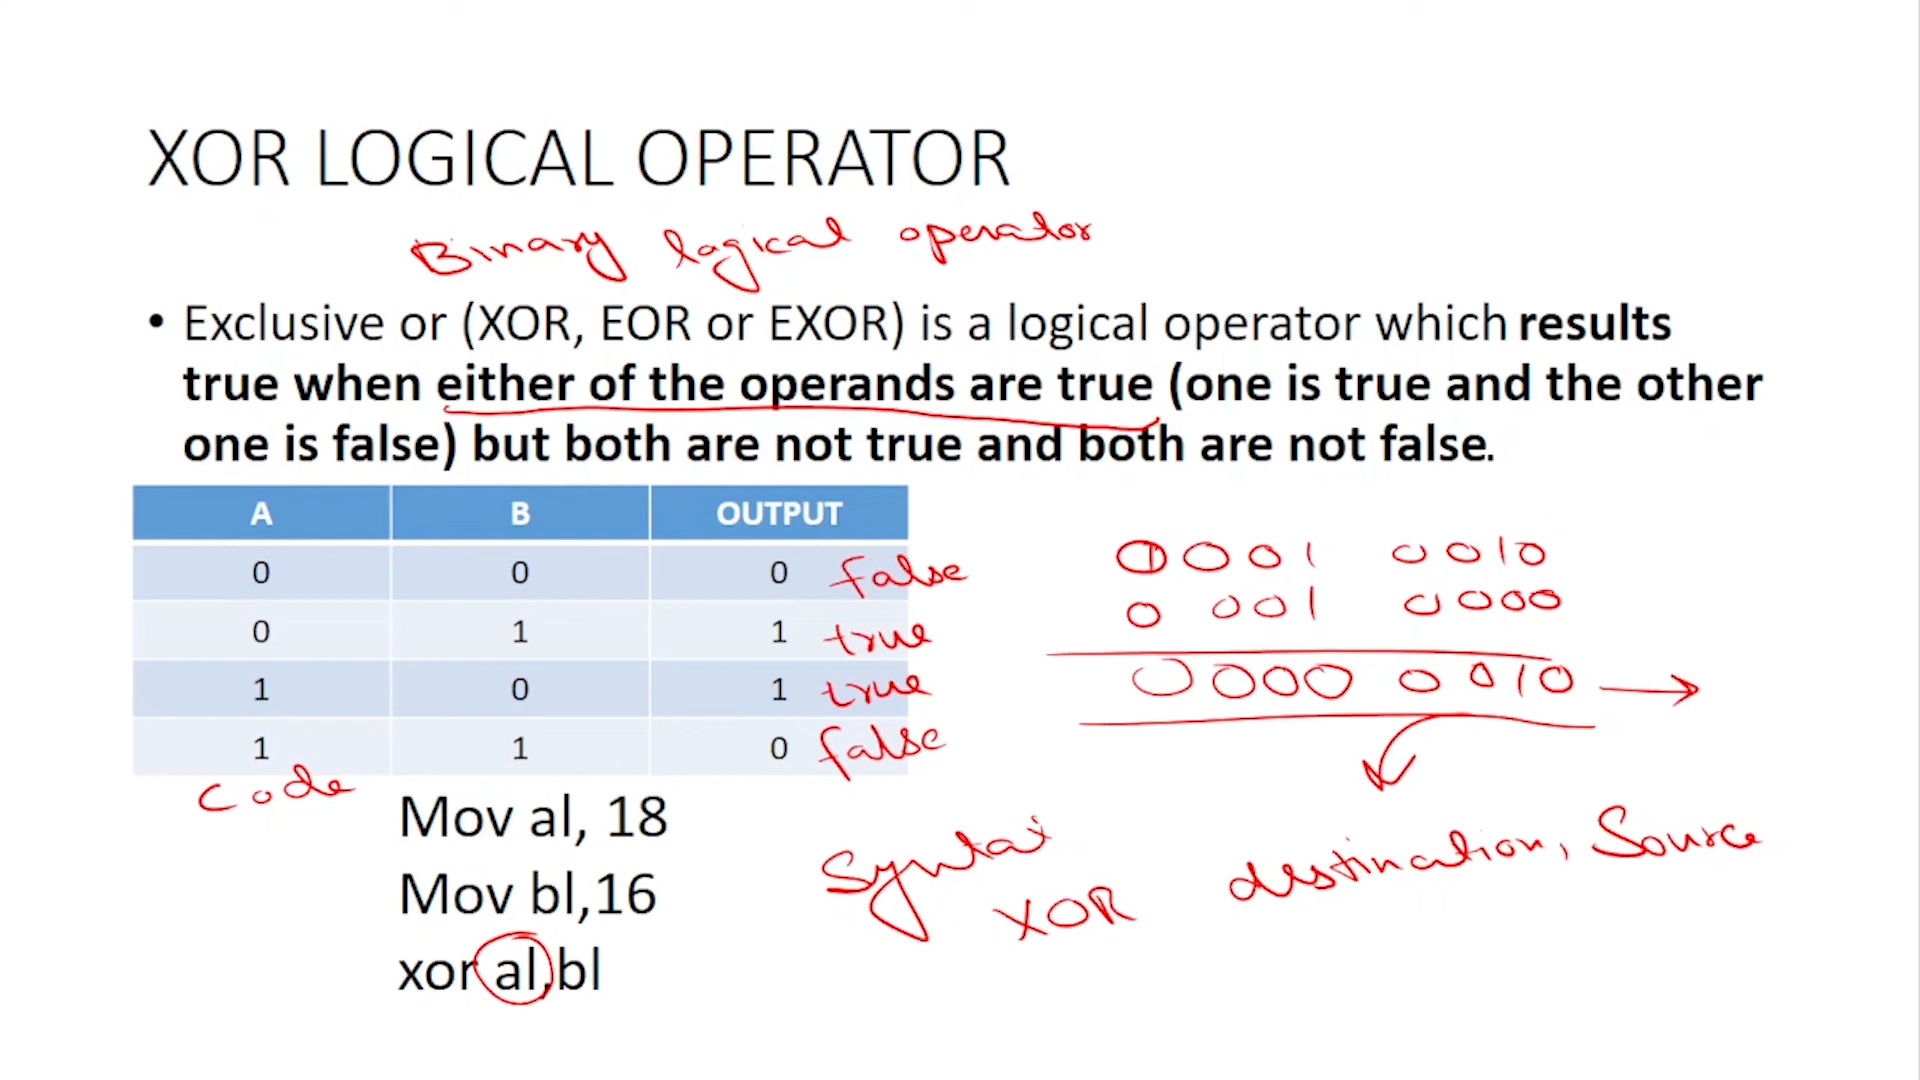 XOR LOGICAL OPERATOR
Binary logical operator
• Exclusive or (XOR, EOR or EXOR) is a logical operator which results
true when either of the operands are true (one is true and the other
one is false) but both are not true and both are not false.
A B OUTPUT
0 0 0 false
0 1 1 true
1 0 1 true
1 1 0 false
0001 0010
0001 0000
0000 0010
code
Mov al, 18
Mov bl,16
xor al,bl
Syntax
XOR destination, Source